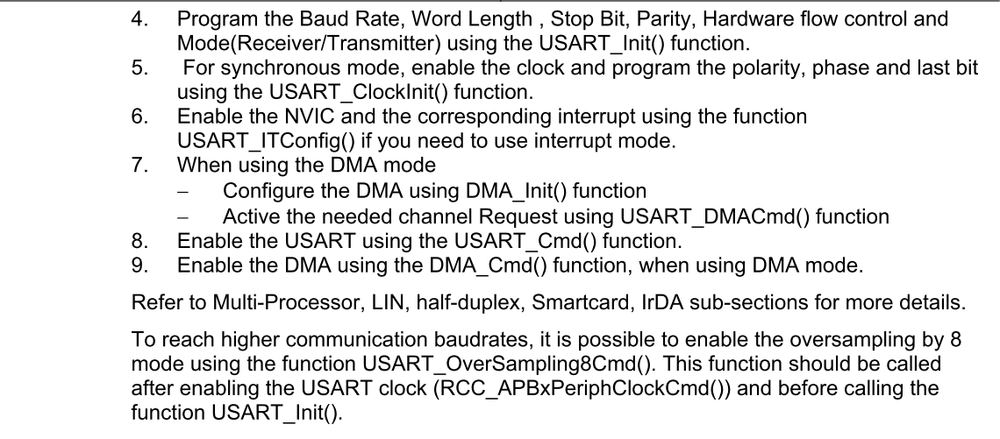 4. Program the Baud Rate, Word Length , Stop Bit, Parity, Hardware flow control and
Mode(Receiver/Transmitter) using the USART_Init() function.
5. For synchronous mode, enable the clock and program the polarity, phase and last bit
using the USART_ClockInit() function.
6. Enable the NVIC and the corresponding interrupt using the function
USART_ITConfig() if you need to use interrupt mode.
7. When using the DMA mode
– Configure the DMA using DMA_Init() function
– Active the needed channel Request using USART_DMACmd() function
8. Enable the USART using the USART_Cmd() function.
9. Enable the DMA using the DMA_Cmd() function, when using DMA mode.
Refer to Multi-Processor, LIN, half-duplex, Smartcard, IrDA sub-sections for more details.
To reach higher communication baudrates, it is possible to enable the oversampling by 8
mode using the function USART_OverSampling8Cmd(). This function should be called
after enabling the USART clock (RCC_APBxPeriphClockCmd()) and before calling the
function USART_Init().